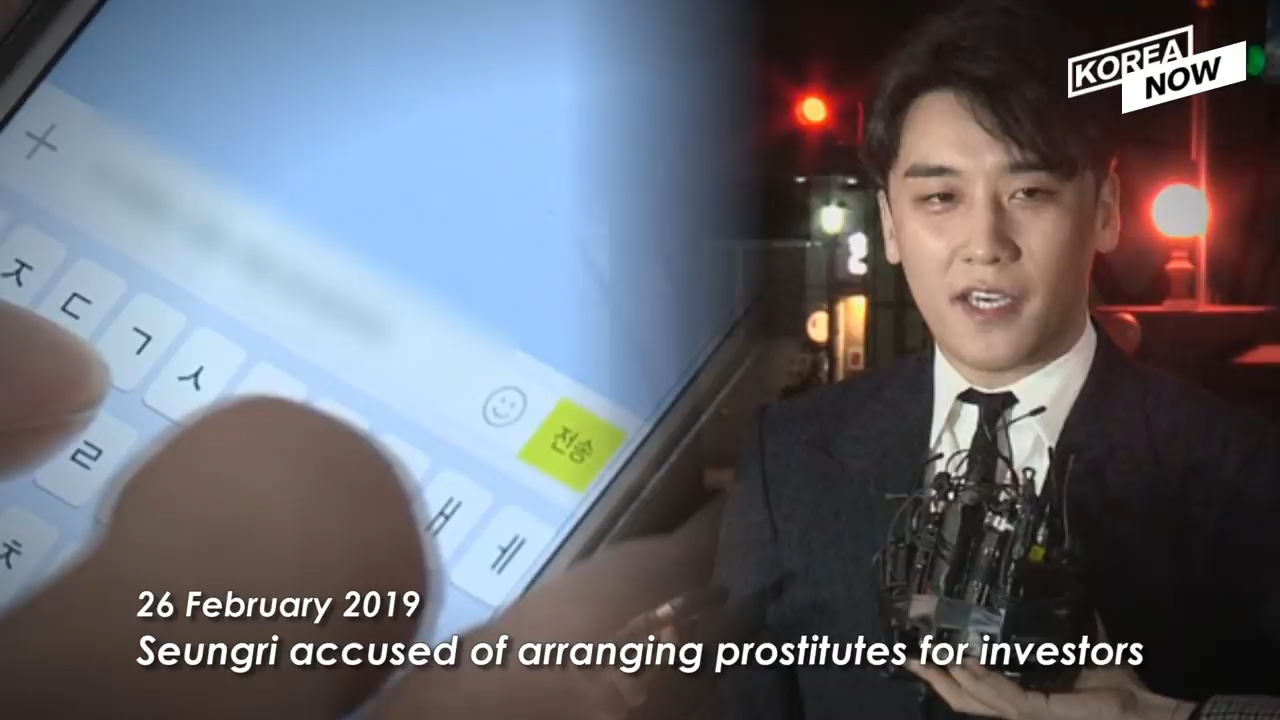 KOREA
NOW
ㅈ ㄷ ㄱ ㅅ
ㄹ
전송
ㅊ
ㅐ ㅔ
26 February 2019
Seungri accused of arranging prostitutes for investors